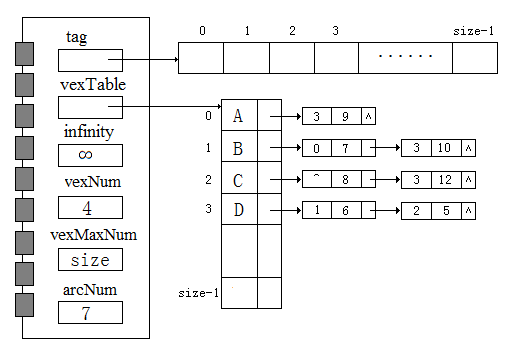 tag
0 1 2 3 size-1
······
vexTable
infinity
∞
vexNum
4
vexMaxNum
size
arcNum
7
0 A 3 9 ∧
1 B 0 7 3 10 ∧
2 C 8 3 12 ∧
3 D 1 6 2 5 ∧
size-1